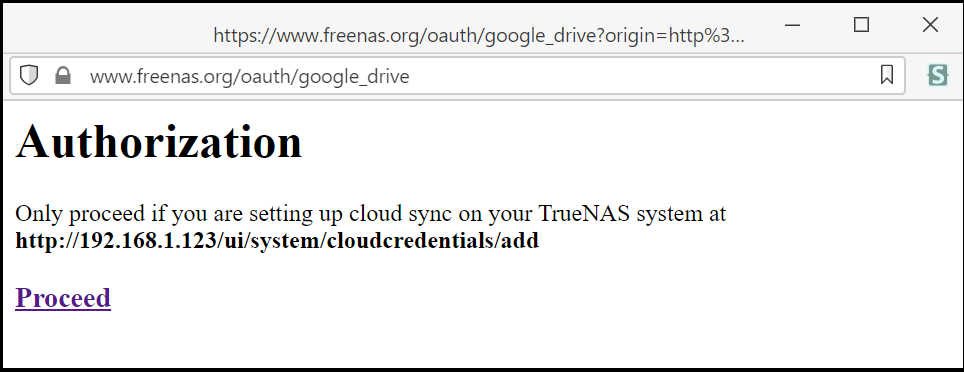 https://www.freenas.org/oauth/google_drive?origin=http%3...
www.freenas.org/oauth/google_drive
S
Authorization
Only proceed if you are setting up cloud sync on your TrueNAS system at
http://192.168.1.123/ui/system/cloudcredentials/add
Proceed